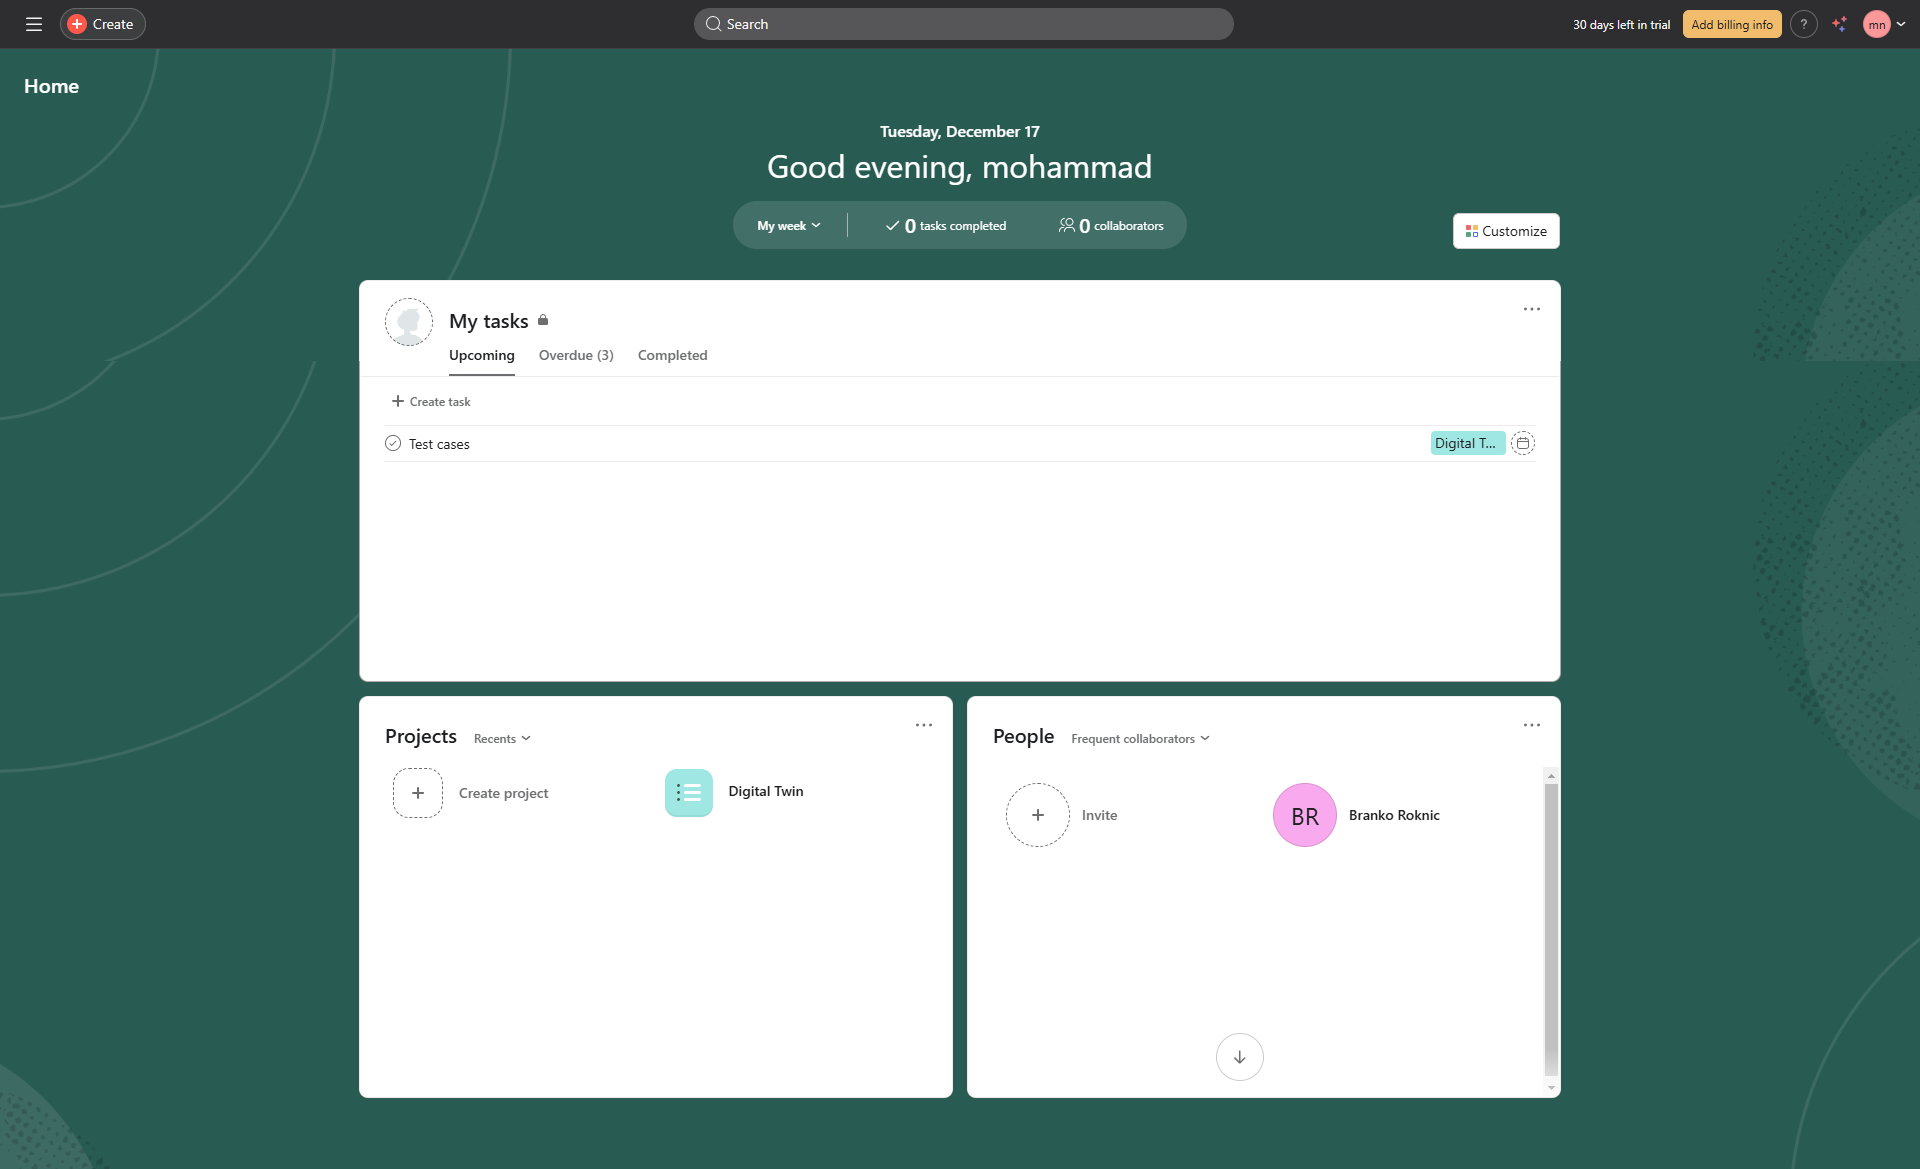 Create
Search
30 days left in trial
Add billing info
?
mn
Home
Tuesday, December 17
Good evening, mohammad
My week
0 tasks completed
0 collaborators
Customize
My tasks
Upcoming
Overdue (3)
Completed
Create task
Test cases
Digital T...
Projects
Recents
Create project
Digital Twin
People
Frequent collaborators
Invite
BR
Branko Roknic